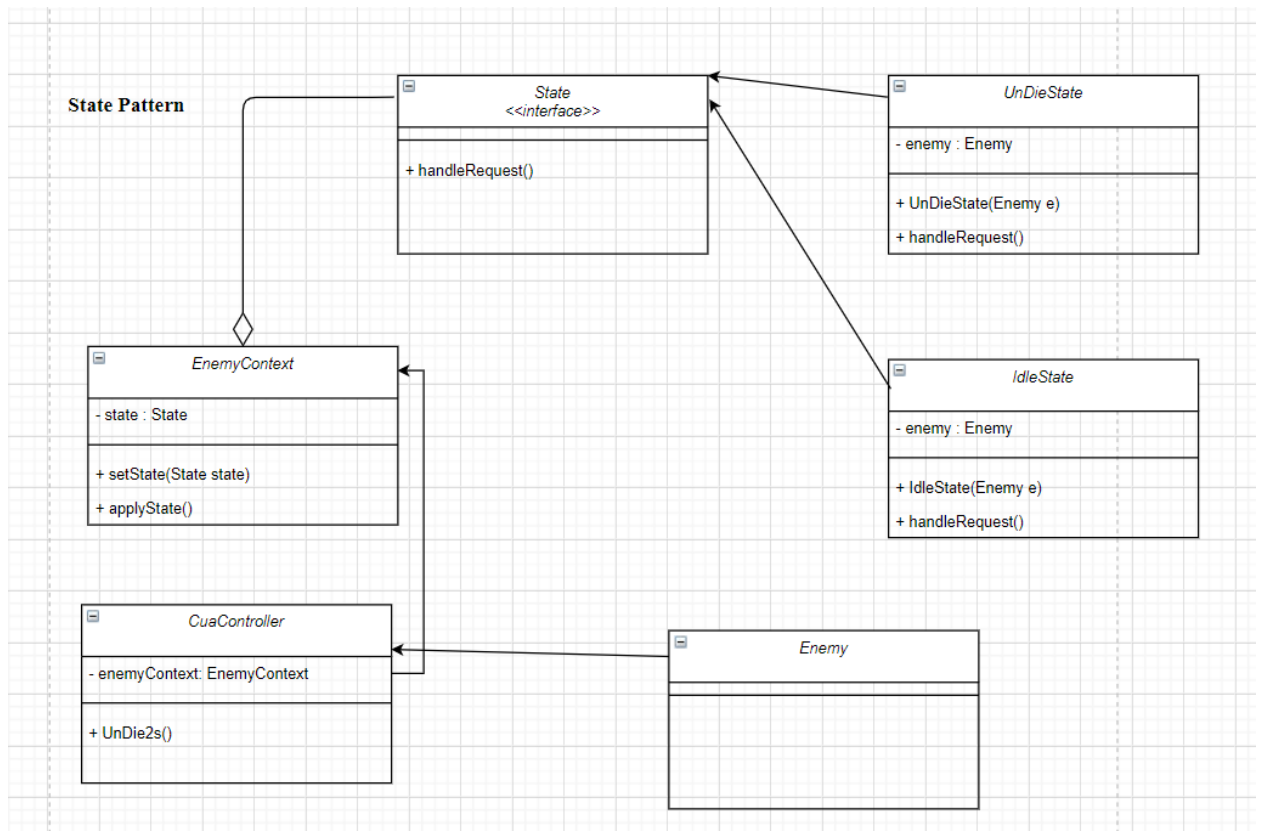 State Pattern
State
<<interface>>
+ handleRequest()
UnDieState
- enemy : Enemy
+ UnDieState(Enemy e)
+ handleRequest()
EnemyContext
- state : State
+ setState(State state)
+ applyState()
IdleState
- enemy : Enemy
+ IdleState(Enemy e)
+ handleRequest()
CuaController
- enemyContext: EnemyContext
+ UnDie2s()
Enemy